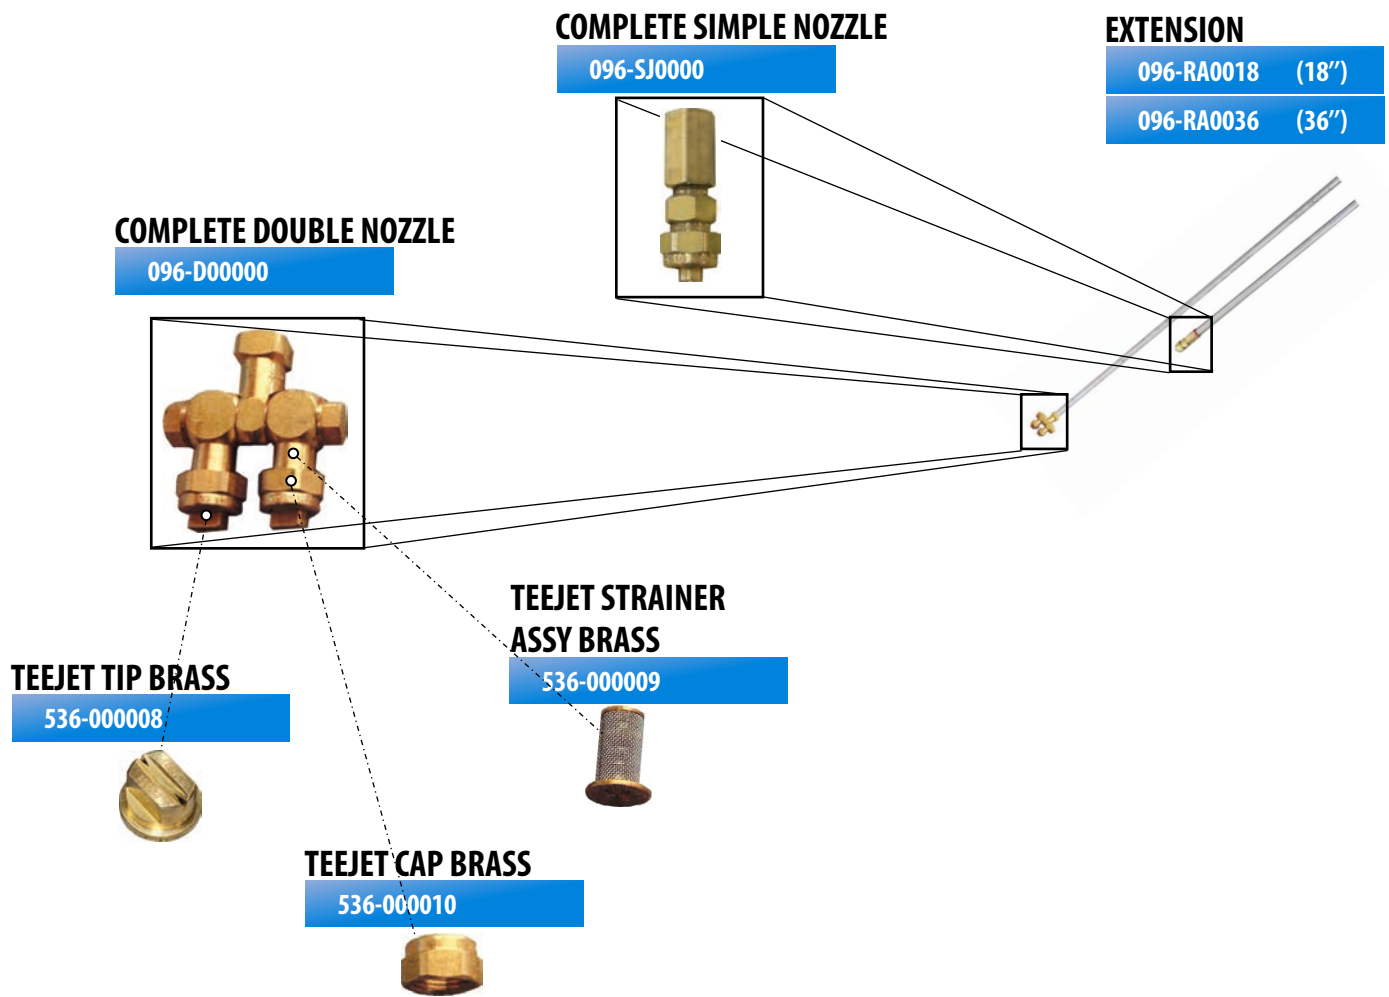 COMPLETE SIMPLE NOZZLE
096-SJ0000
EXTENSION
096-RA0018 (18”)
096-RA0036 (36”)
COMPLETE DOUBLE NOZZLE
096-D00000
TEEJET STRAINER
ASSY BRASS
536-000009
TEEJET TIP BRASS
536-000008
TEEJET CAP BRASS
536-000010